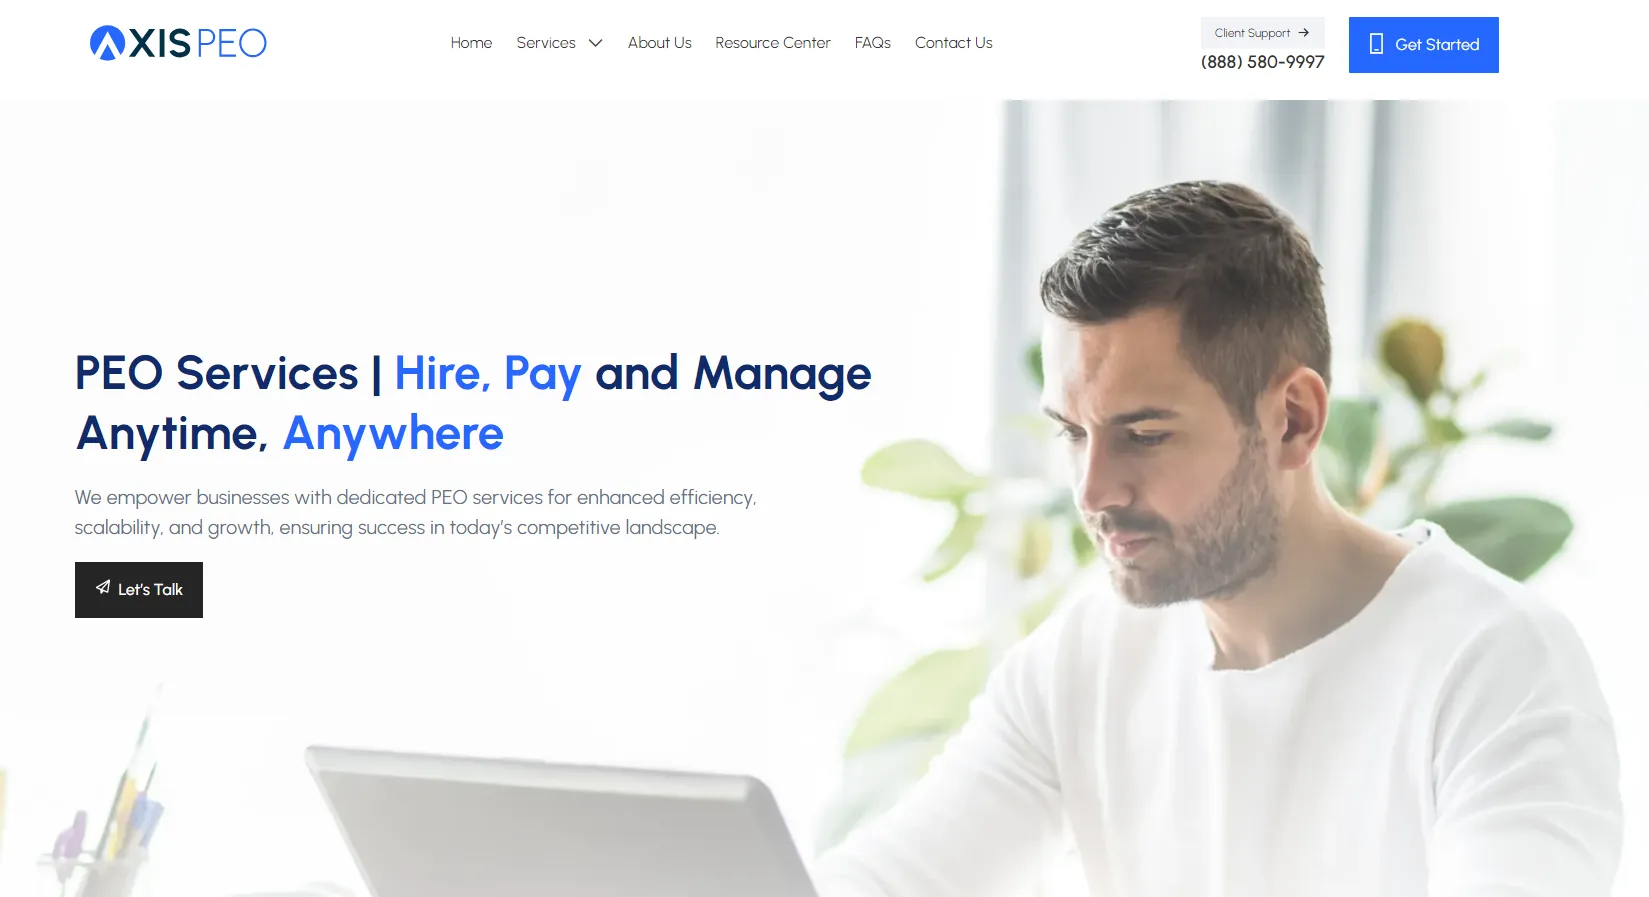 AXIS PEO
Home
Services
About Us
Resource Center
FAQs
Contact Us
Client Support
(888) 580-9997
Get Started
PEO Services | Hire, Pay and Manage
Anytime, Anywhere
We empower businesses with dedicated PEO services for enhanced efficiency,
scalability, and growth, ensuring success in today's competitive landscape.
Let's Talk